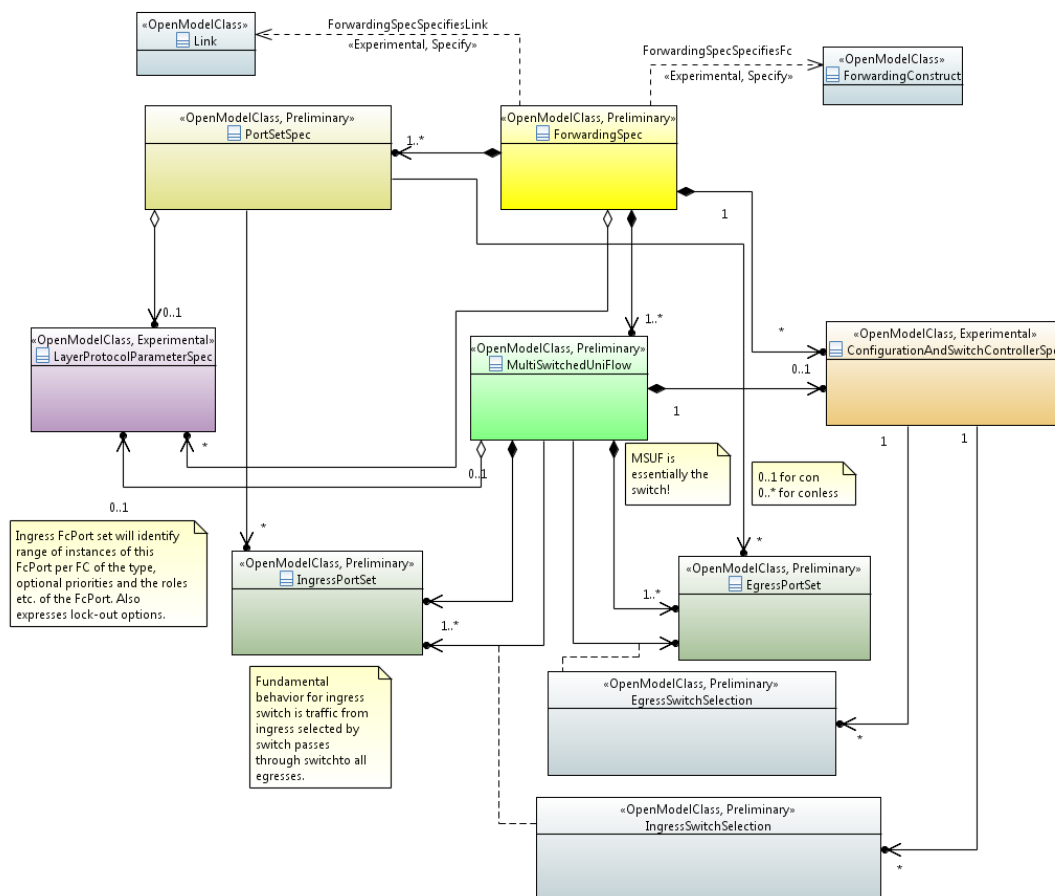 «OpenModelClass»
Link
ForwardingSpecSpecifiesLink
«Experimental, Specify»
ForwardingSpecSpecifiesFc
«Experimental, Specify»
«OpenModelClass»
ForwardingConstruct
«OpenModelClass, Preliminary»
PortSetSpec
1..*
«OpenModelClass, Preliminary»
ForwardingSpec
1
0..1
1..*
*
«OpenModelClass, Experimental»
LayerProtocolParameterSpec
«OpenModelClass, Preliminary»
MultiSwitchedUniFlow
«OpenModelClass, Experimental»
ConfigurationAndSwitchControllerSpe
0..1
1
*
0..1
1
1
MSUF is
essentially the
switch!
0..1 for con
0..* for conless
0..1
Ingress FcPort set will identify
range of instances of this
FcPort per FC of the type,
optional priorities and the roles
etc. of the FcPort. Also
expresses lock-out options.
*
*
«OpenModelClass, Preliminary»
IngressPortSet
1..*
«OpenModelClass, Preliminary»
EgressPortSet
1..*
Fundamental
behavior for ingress
switch is traffic from
ingress selected by
switch passes
through switchto all
egresses.
«OpenModelClass, Preliminary»
EgressSwitchSelection
*
«OpenModelClass, Preliminary»
IngressSwitchSelection
*